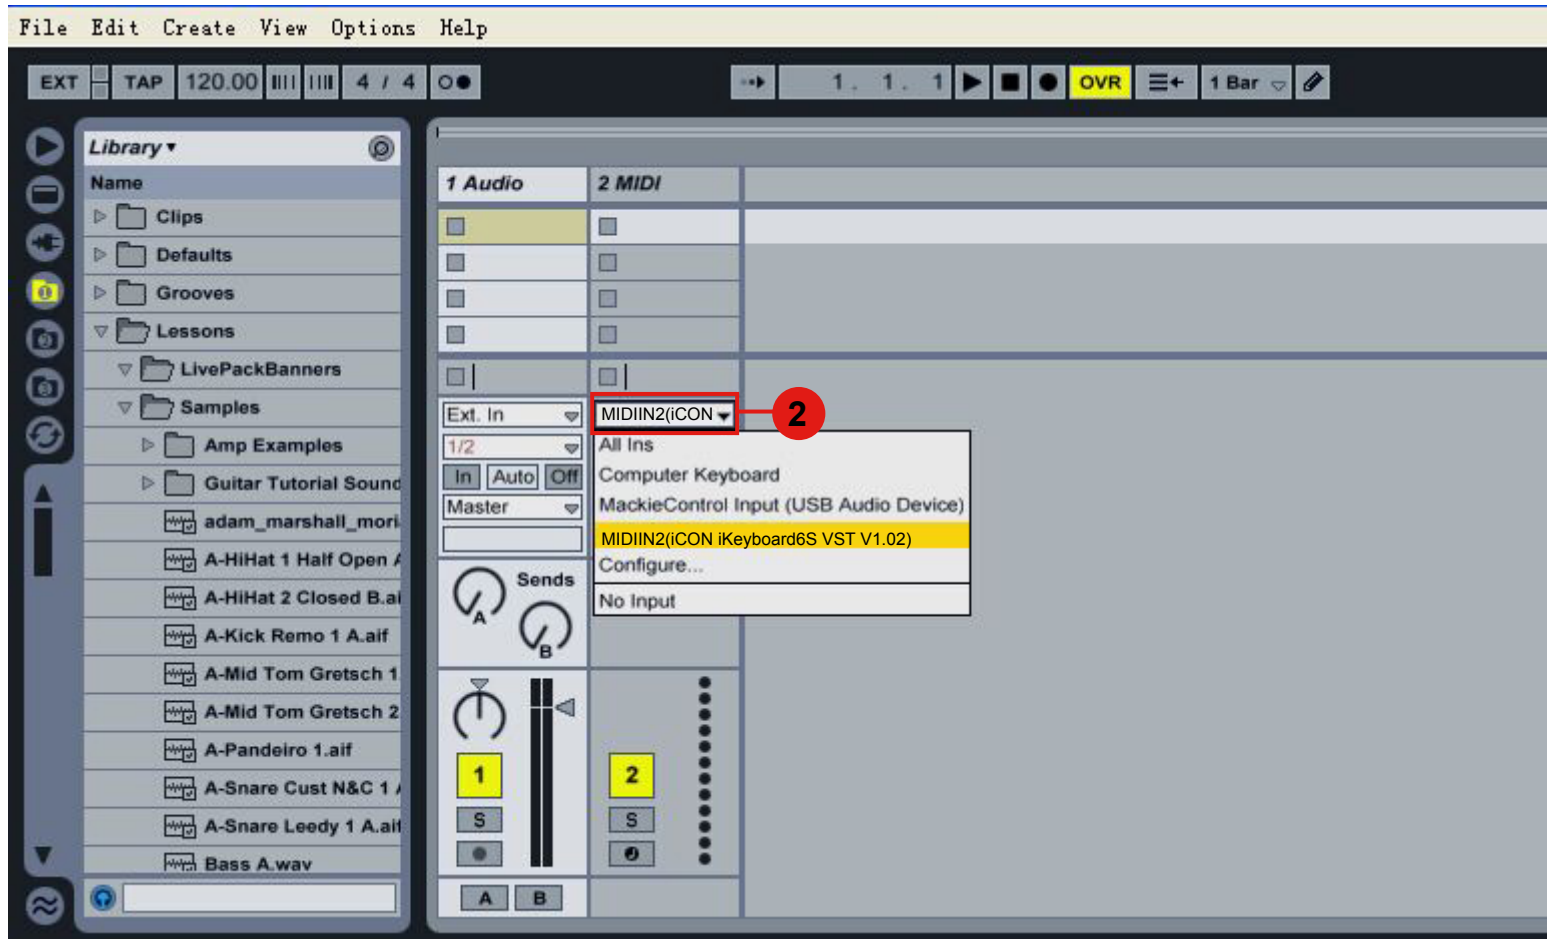 File Edit Create View Options Help
EXT TAP 120.00 4 / 4 1. 1. 1 OVR 1 Bar
Library
Name
Clips
Defaults
Grooves
Lessons
LivePackBanners
Samples
Amp Examples
Guitar Tutorial Sound
adam_marshall_mori
A-HiHat 1 Half Open A
A-HiHat 2 Closed B.ai
A-Kick Remo 1 A.aif
A-Mid Tom Gretsch 1
A-Mid Tom Gretsch 2
A-Pandeiro 1.aif
A-Snare Cust N&C 1 A
A-Snare Leedy 1 A.aif
Bass A.wav
1 Audio
Ext. In
1/2
In Auto Off
Master
Sends
A
B
1
S
A B
2 MIDI
MIDIIN2(iCON
2
All Ins
Computer Keyboard
MackieControl Input (USB Audio Device)
MIDIIN2(iCON iKeyboard6S VST V1.02)
Configure...
No Input
2
S